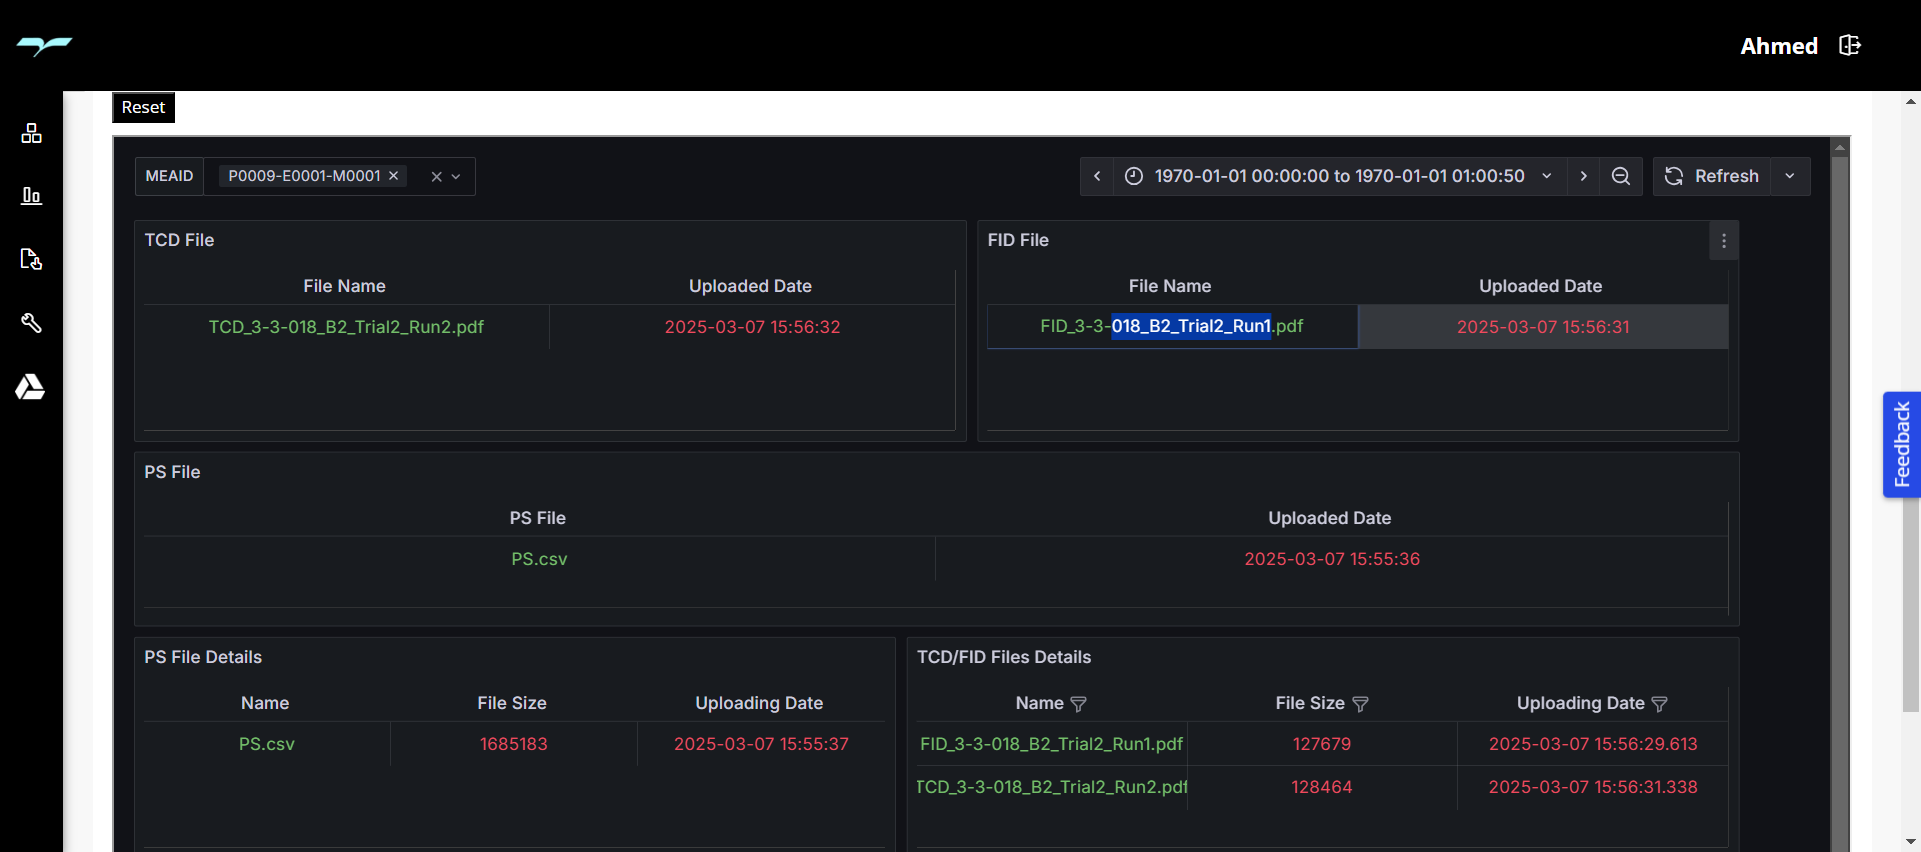 Ahmed
Reset
MEAID P0009-E0001-M0001
1970-01-01 00:00:00 to 1970-01-01 01:00:50
Refresh
TCD File
File Name Uploaded Date
TCD_3-3-018_B2_Trial2_Run2.pdf 2025-03-07 15:56:32
FID File
File Name Uploaded Date
FID_3-3-018_B2_Trial2_Run1.pdf 2025-03-07 15:56:31
Feedback
PS File
PS File Uploaded Date
PS.csv 2025-03-07 15:55:36
PS File Details
Name File Size Uploading Date
PS.csv 1685183 2025-03-07 15:55:37
TCD/FID Files Details
Name File Size Uploading Date
FID_3-3-018_B2_Trial2_Run1.pdf 127679 2025-03-07 15:56:29.613
TCD_3-3-018_B2_Trial2_Run2.pdf 128464 2025-03-07 15:56:31.338